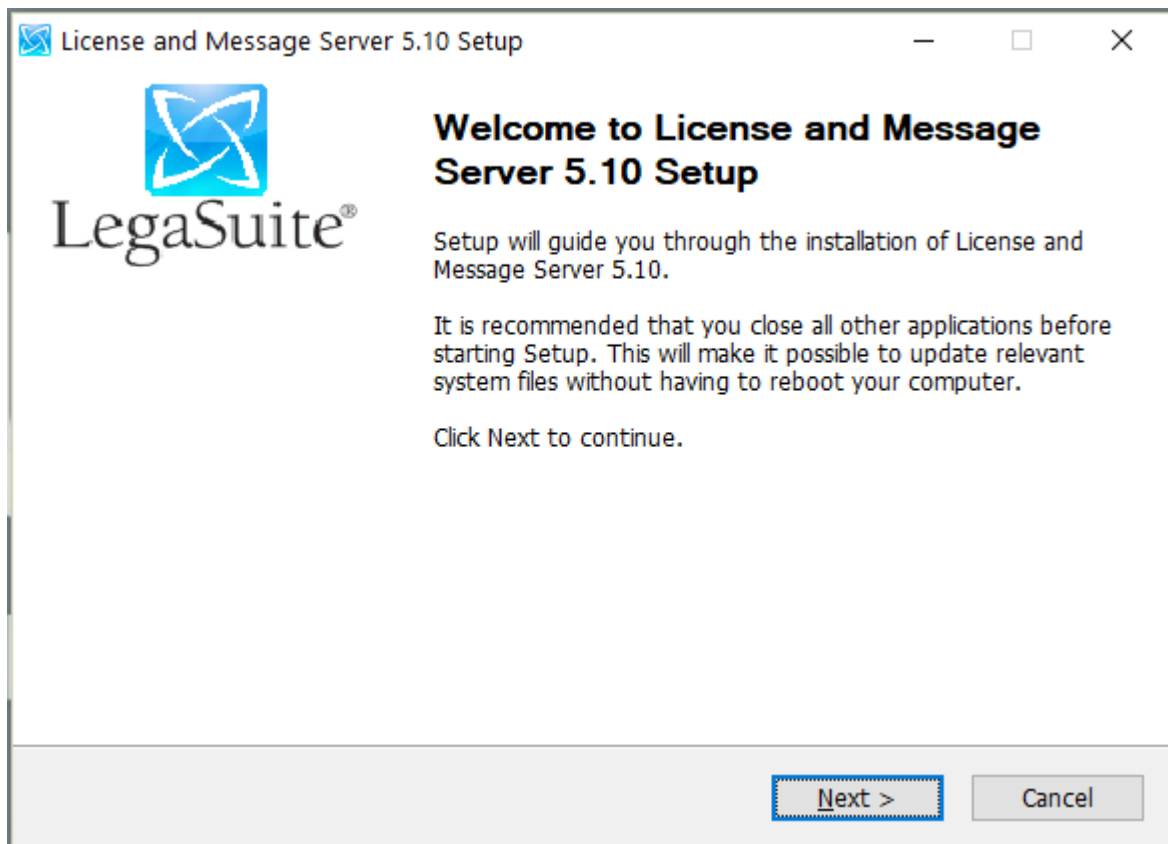 License and Message Server 5.10 Setup
LegaSuite®
Welcome to License and Message
Server 5.10 Setup
Setup will guide you through the installation of License and
Message Server 5.10.
It is recommended that you close all other applications before
starting Setup. This will make it possible to update relevant
system files without having to reboot your computer.
Click Next to continue.
Next >
Cancel